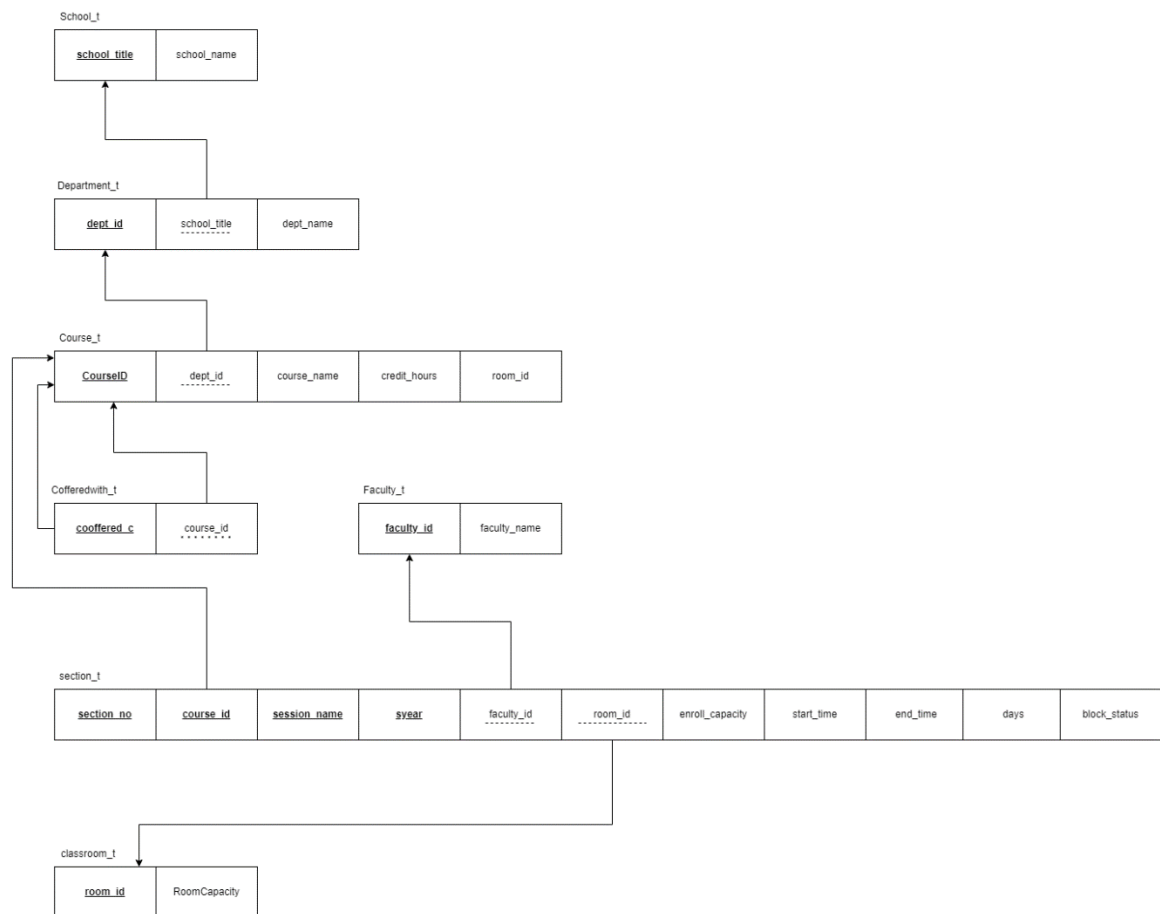 School_t
school_title school_name
Department_t
dept_id school_title dept_name
Course_t
CourseID dept_id course_name credit_hours room_id
Cofferedwith_t Faculty_t
cooffered_c course_id faculty_id faculty_name
section_t
section_no course_id session_name syear faculty_id room_id enroll_capacity start_time end_time days block_status
classroom_t
room_id RoomCapacity